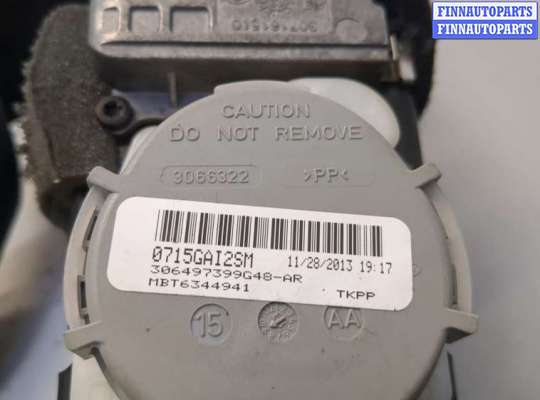 FINNAUTOPARTS
FINNAUTOPARTS
CAUTION
DO NOT REMOVE
3066322
>PP<
0715GAI2SM
11/28/2013 19:17
306497399G48-AR
MBT6344941
TKPP
15
AA